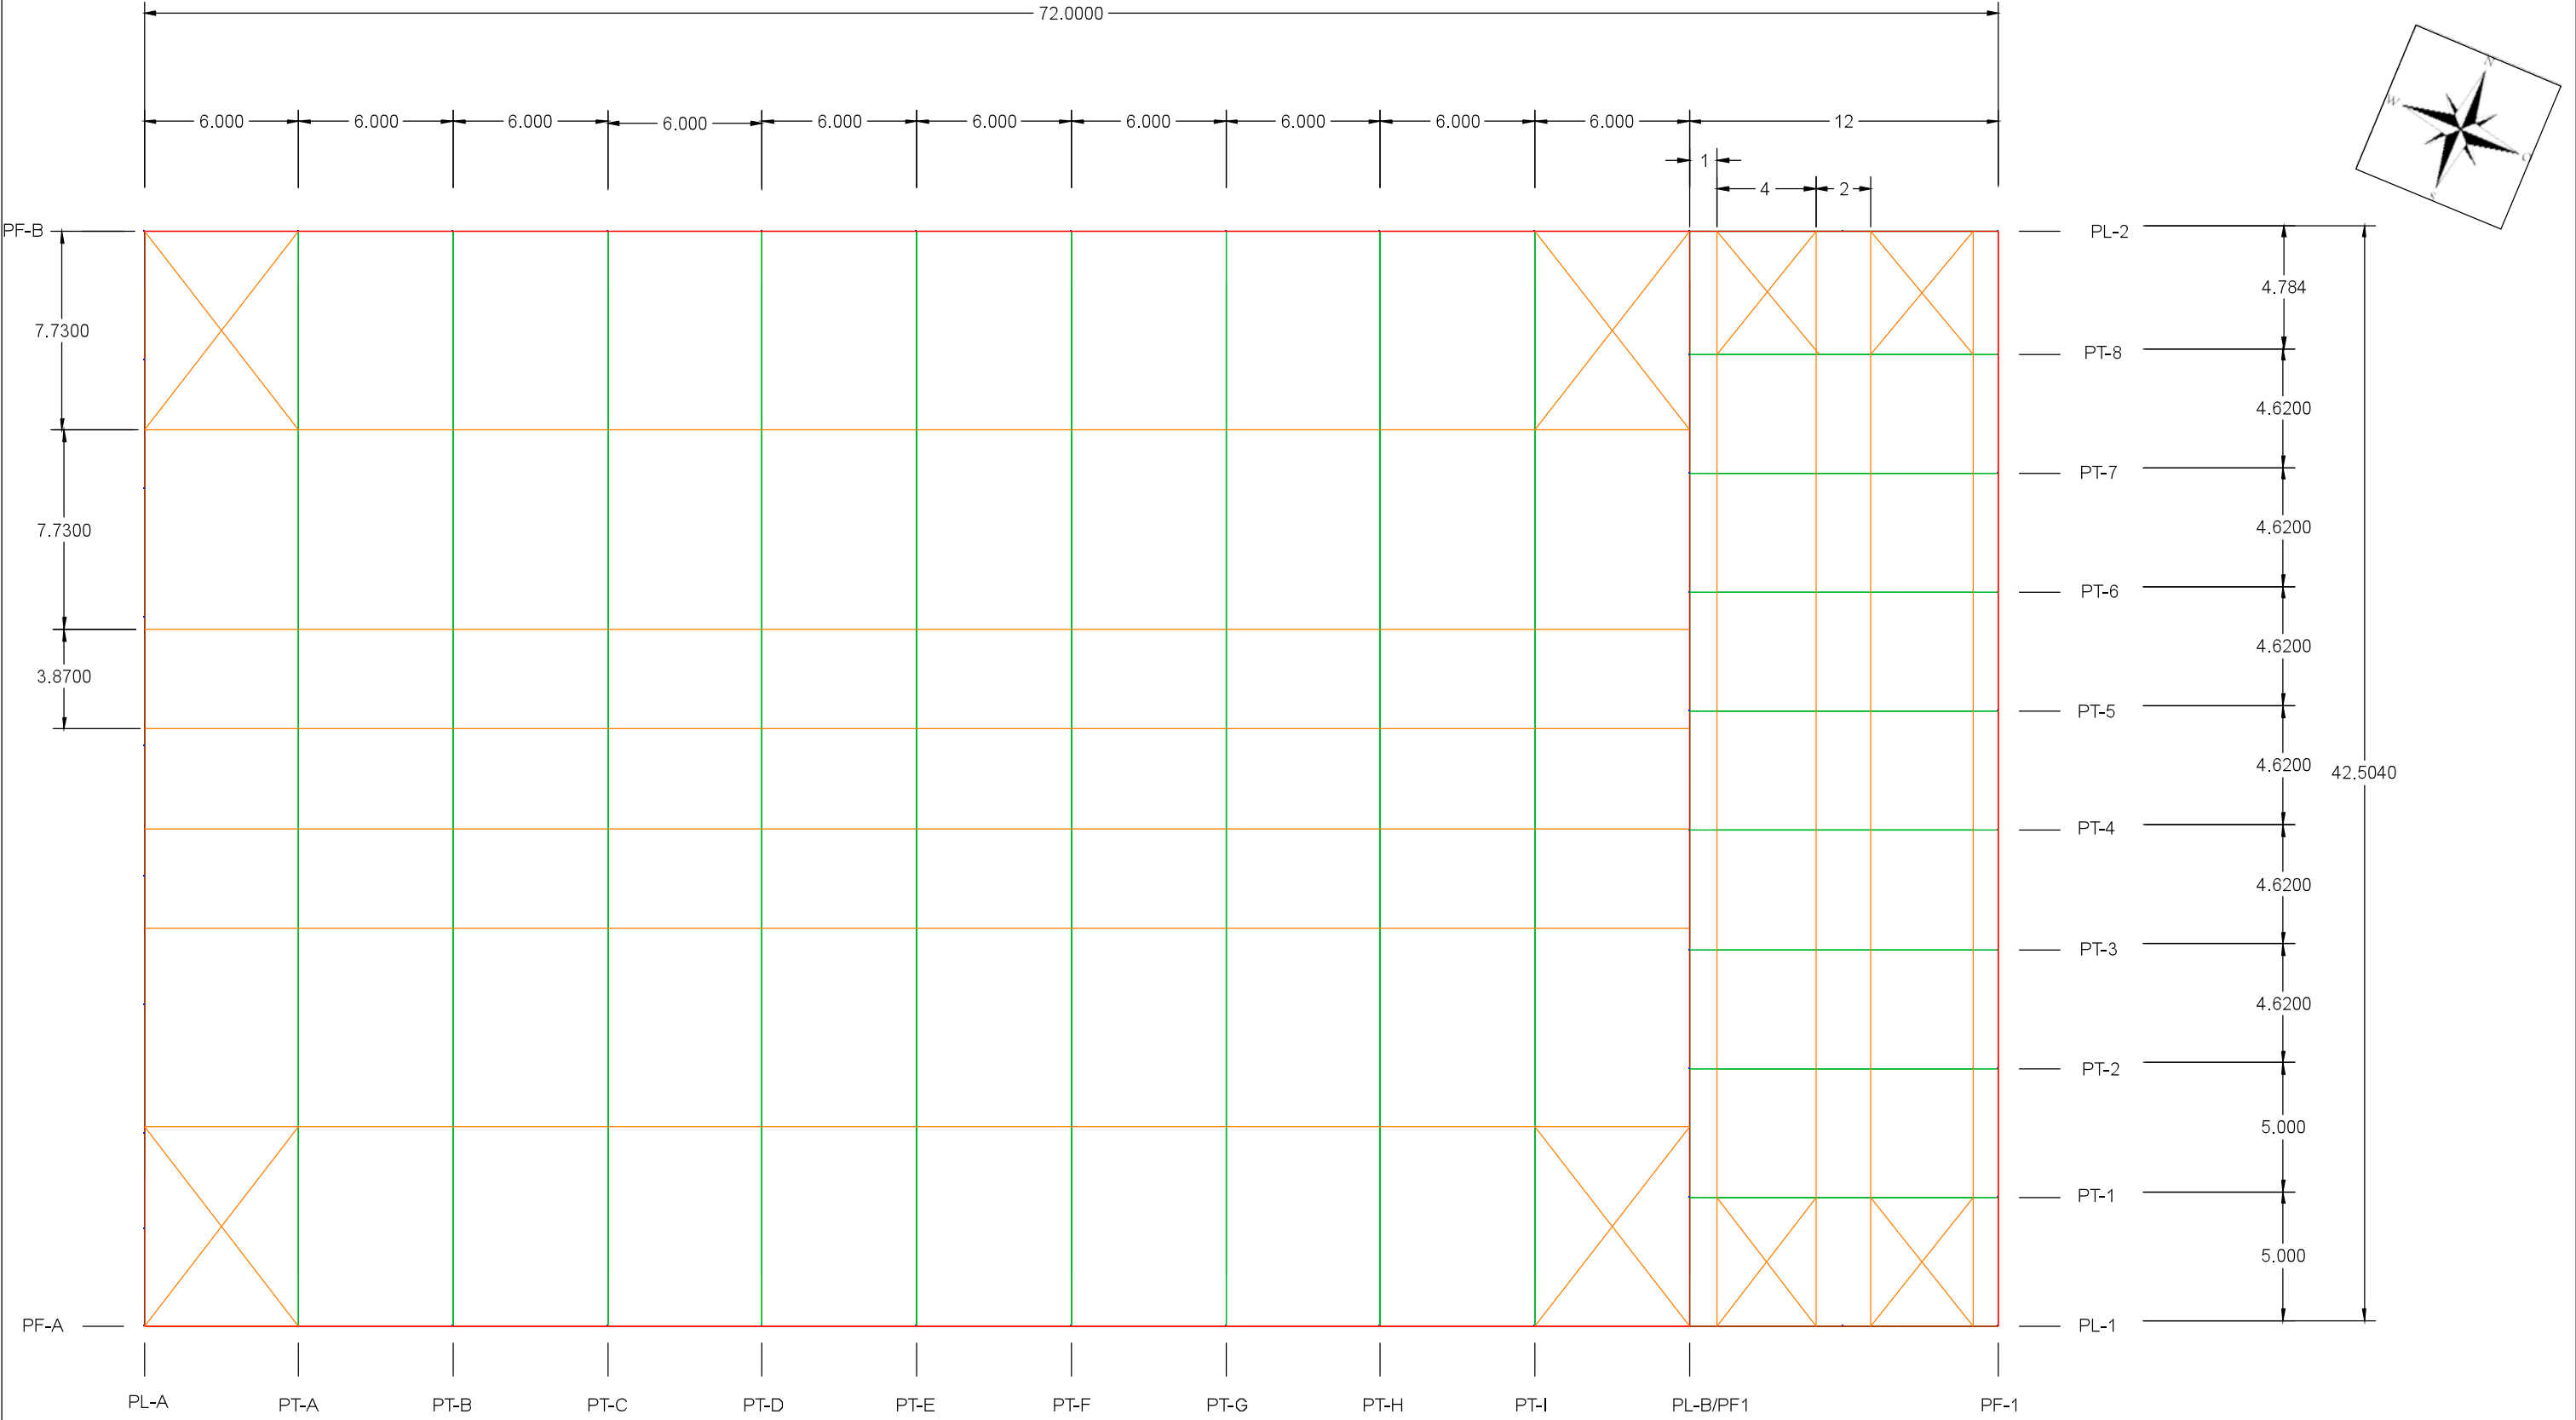 72.0000
6.000 6.000 6.000 6.000 6.000 6.000 6.000 6.000 6.000 6.000 12
1
4 2
N
W
O
S
PF-B
PL-2
4.784
7.7300
PT-8
4.6200
PT-7
7.7300
4.6200
PT-6
4.6200
3.8700
PT-5
4.6200
42.5040
PT-4
4.6200
PT-3
4.6200
PT-2
5.000
PT-1
5.000
PF-A
PL-1
PL-A PT-A PT-B PT-C PT-D PT-E PT-F PT-G PT-H PT-I PL-B/PF1 PF-1